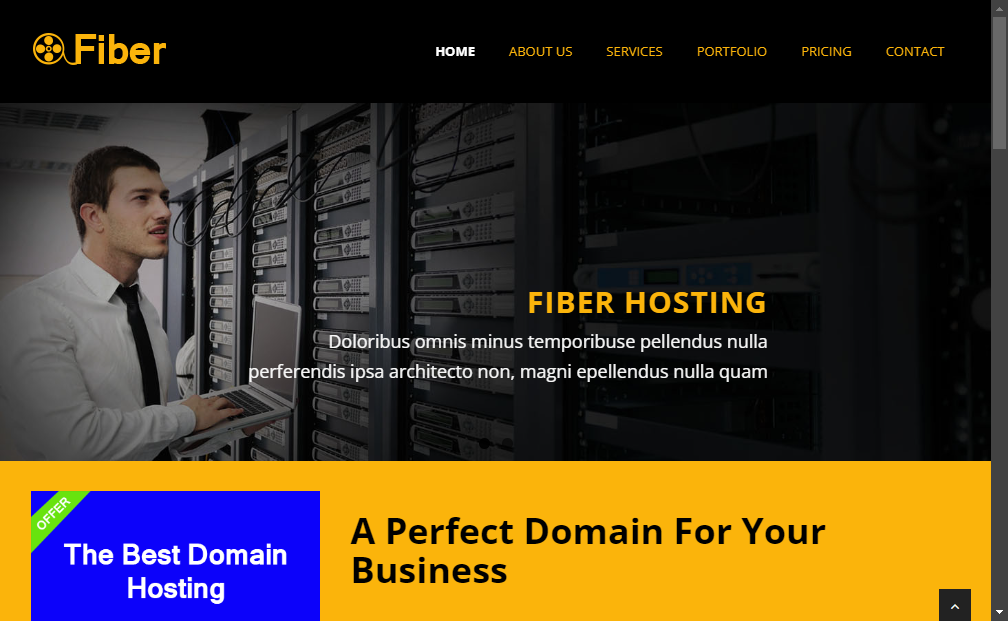 Fiber
HOME ABOUT US SERVICES PORTFOLIO PRICING CONTACT
FIBER HOSTING
Doloribus omnis minus temporibuse pellendus nulla
perferendis ipsa architecto non, magni epellendus nulla quam
OFFER
The Best Domain
Hosting
A Perfect Domain For Your
Business